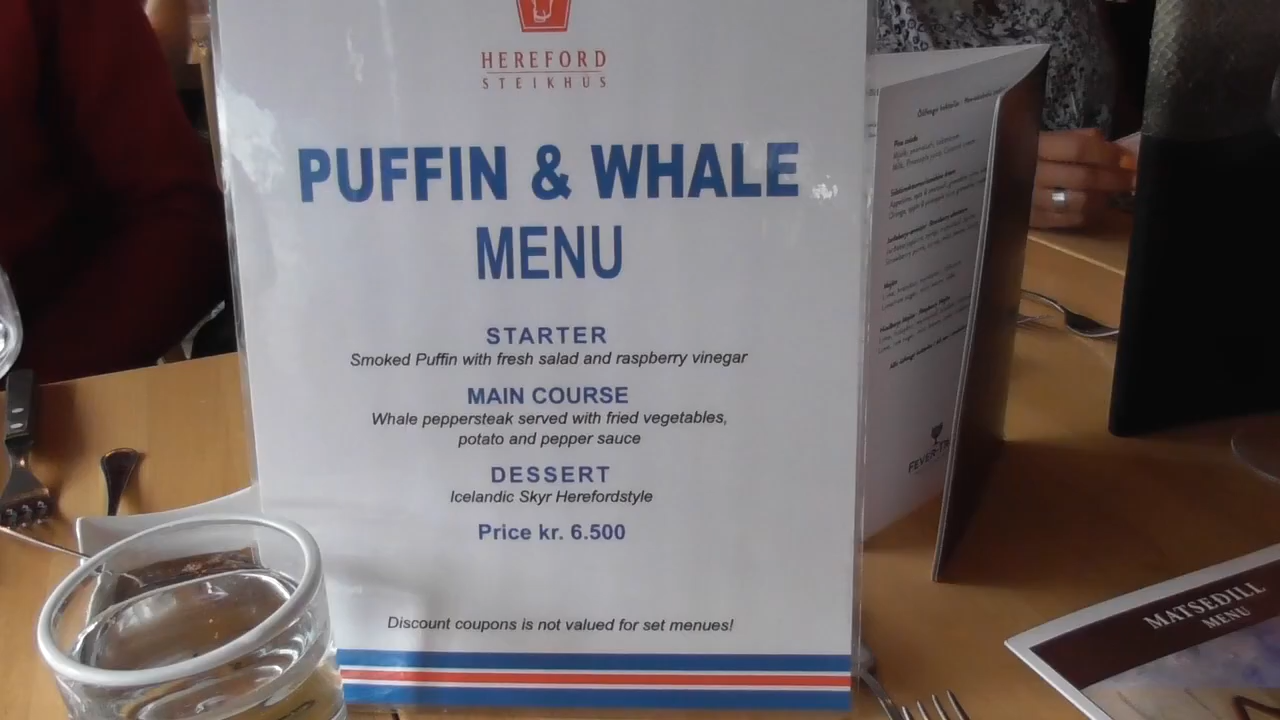 HEREFORD
STEIKHÚS
PUFFIN & WHALE
MENU
STARTER
Smoked Puffin with fresh salad and raspberry vinegar
MAIN COURSE
Whale peppersteak served with fried vegetables,
potato and pepper sauce
DESSERT
Icelandic Skyr Herefordstyle
Price kr. 6.500
Discount coupons is not valued for set menues!
MATSEDILL
MENU